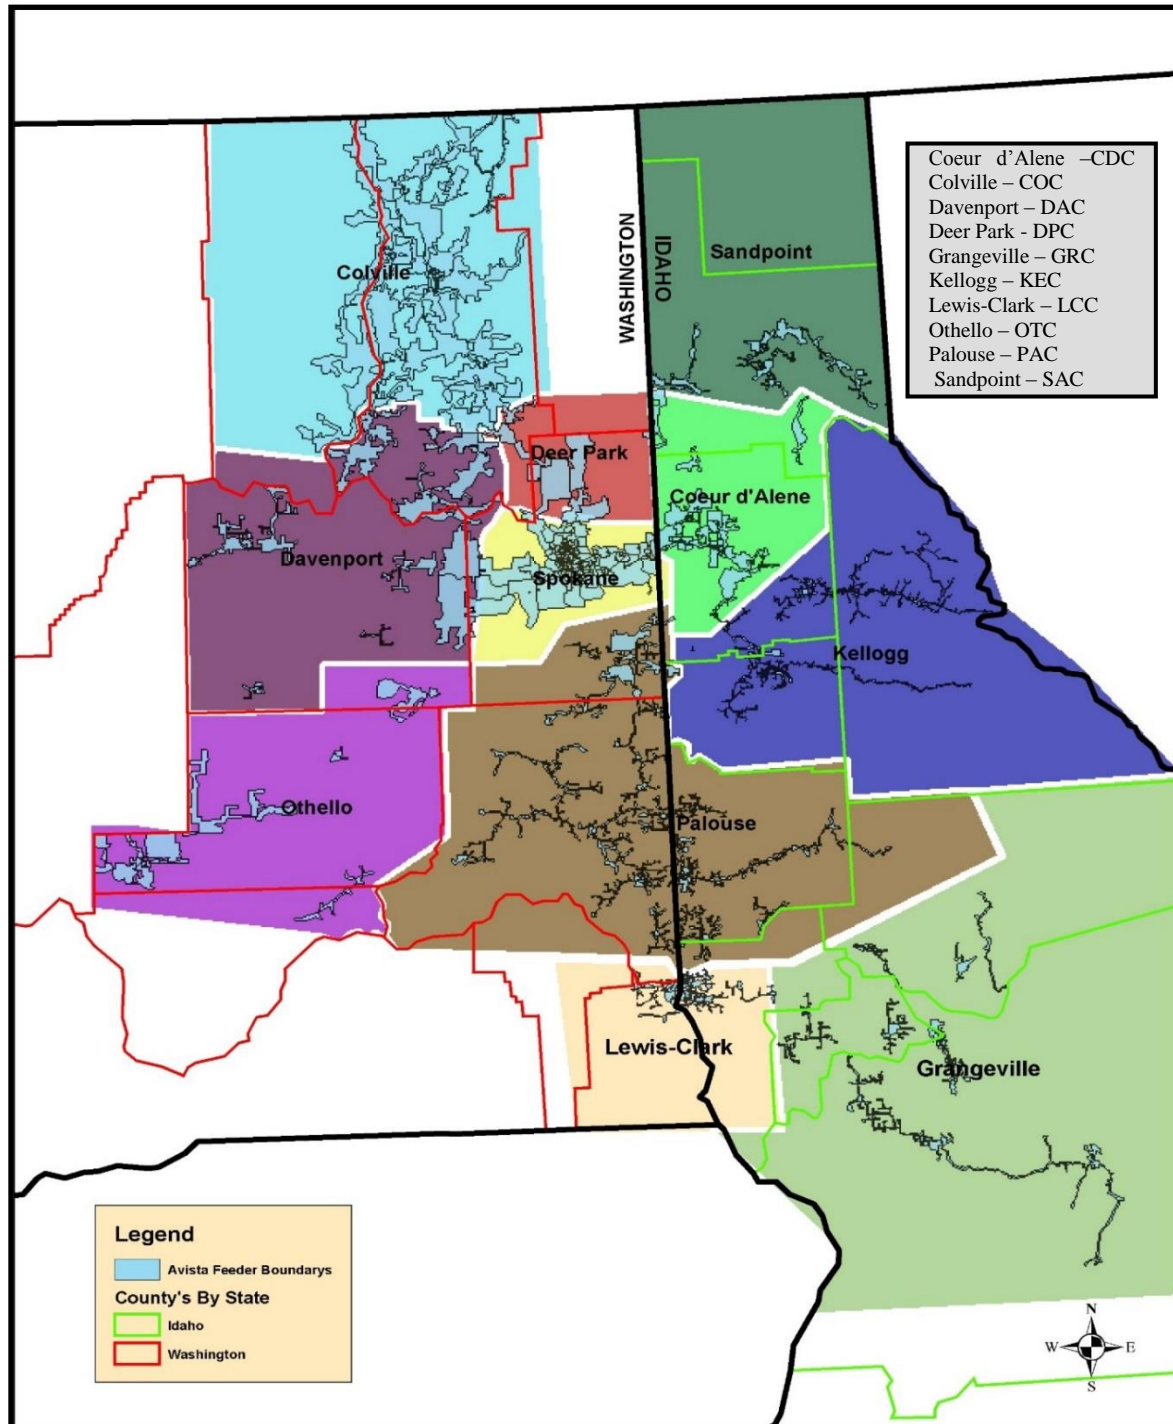 Coeur d'Alene –CDC
Colville – COC
Davenport – DAC
Deer Park - DPC
Grangeville – GRC
Kellogg – KEC
Lewis-Clark – LCC
Othello – OTC
Palouse – PAC
Sandpoint – SAC
WASHINGTON
IDAHO
Sandpoint
Colville
Deer Park
Coeur d'Alene
Davenport
Spokane
Kellogg
Othello
Palouse
Lewis-Clark
Grangeville
Legend
Avista Feeder Boundarys
County's By State
Idaho
Washington
N
W E
S